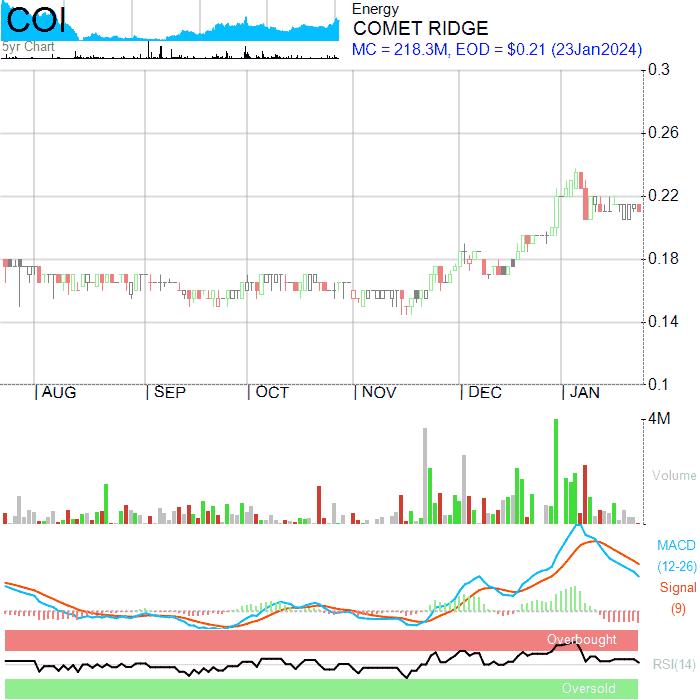 COI
5yr Chart
Energy
COMET RIDGE
MC = 218.3M, EOD = $0.21 (23Jan2024)
0.3
0.26
0.22
0.18
0.14
0.1
AUG SEP OCT NOV DEC JAN
4M
Volume
MACD
(12-26)
Signal
(9)
Overbought
RSI(14)
Oversold